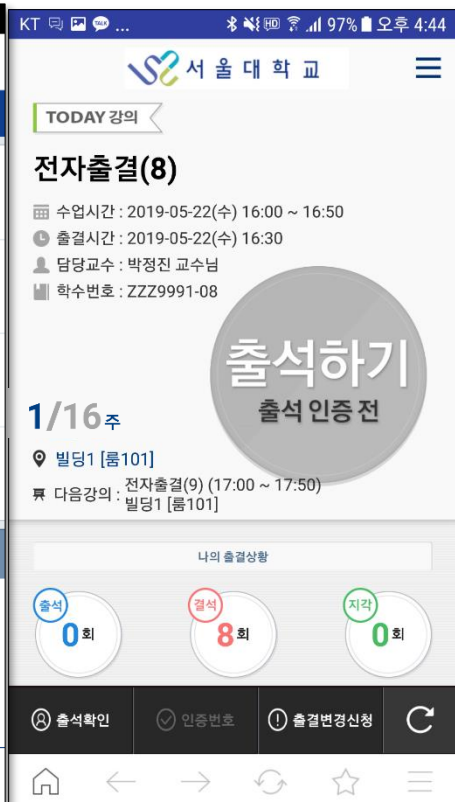 KT ... HD 97% 오후 4:44
서울대학교
TODAY 강의
전자출결(8)
수업시간 : 2019-05-22(수) 16:00 ~ 16:50
출결시간 : 2019-05-22(수) 16:30
담당교수 : 박정진 교수님
학수번호 : ZZZ9991-08
출석하기
출석 인증 전
1/16주
빌딩1 [룸101]
다음강의 : 전자출결(9) (17:00 ~ 17:50)
빌딩1 [룸101]
나의 출결상황
출석 결석 지각
0회 8회 0회
출석확인 인증번호 출결변경신청